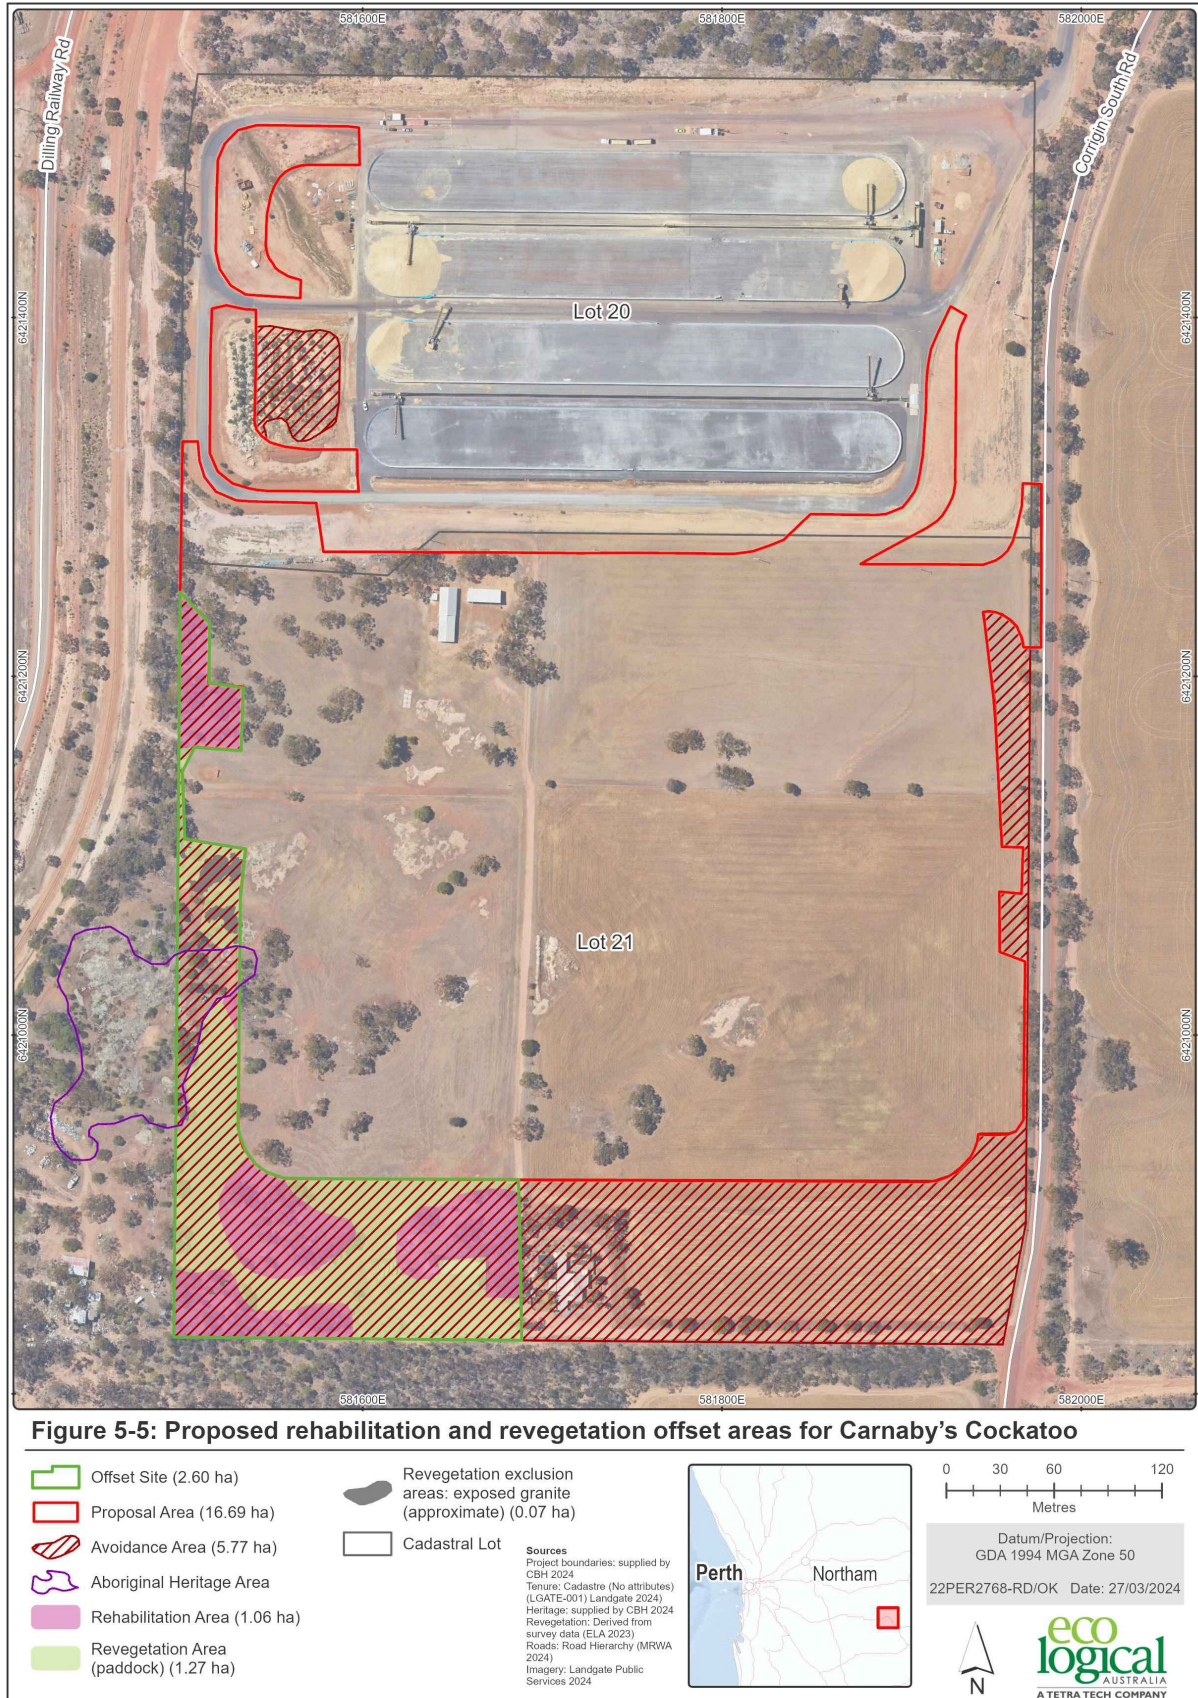 581600E
581800E
582000E
Dilling Railway Rd
Corrigin South Rd
6421400N
6421400N
Lot 20
6421200N
6421200N
Lot 21
6421000N
6421000N
581600E
581800E
582000E
Figure 5-5: Proposed rehabilitation and revegetation offset areas for Carnaby's Cockatoo
Offset Site (2.60 ha)
Proposal Area (16.69 ha)
Avoidance Area (5.77 ha)
Aboriginal Heritage Area
Rehabilitation Area (1.06 ha)
Revegetation Area
(paddock) (1.27 ha)
Revegetation exclusion
areas: exposed granite
(approximate) (0.07 ha)
Cadastral Lot
Sources
Project boundaries: supplied by
CBH 2024
Tenure: Cadastre (No attributes)
(LGATE-001) Landgate 2024)
Heritage: supplied by CBH 2024
Revegetation: Derived from
survey data (ELA 2023)
Roads: Road Hierarchy (MRWA
2024)
Imagery: Landgate Public
Services 2024
Perth
Northam
0 30 60 120
Metres
Datum/Projection:
GDA 1994 MGA Zone 50
22PER2768-RD/OK Date: 27/03/2024
N
eco
logical
AUSTRALIA
A TETRA TECH COMPANY